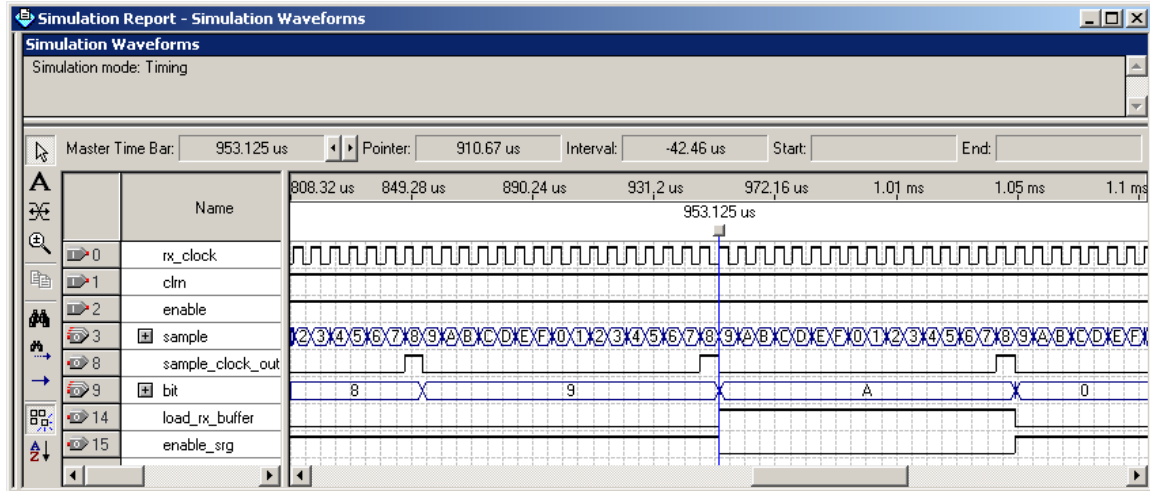 Simulation Report - Simulation Waveforms
Simulation Waveforms
Simulation mode: Timing
Master Time Bar: 953.125 us Pointer: 910.67 us Interval: -42.46 us Start: End:
Name
808.32 us 849.28 us 890.24 us 931.2 us 972.16 us 1.01 ms 1.05 ms 1.1 ms
953.125 us
0 rx_clock
1 clrn
2 enable
3 sample 2 3 4 5 6 7 8 9 A B C D E F 0 1 2 3 4 5 6 7 8 9 A B C D E F 0 1 2 3 4 5 6 7 8 9 A B C D E F
8 sample_clock_out
9 bit 8 9 A 0
14 load_rx_buffer
15 enable_srg